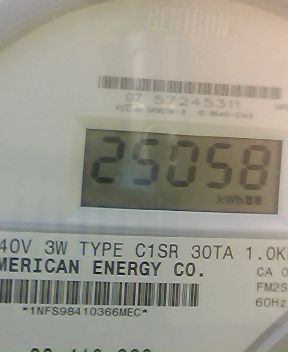 CENTRON
07 57245311
25058
kWh
40V 3W TYPE C1SR 30TA 1.0K
MERICAN ENERGY CO.
CA 0
FM2S
*1NFS98410366MEC*
60Hz